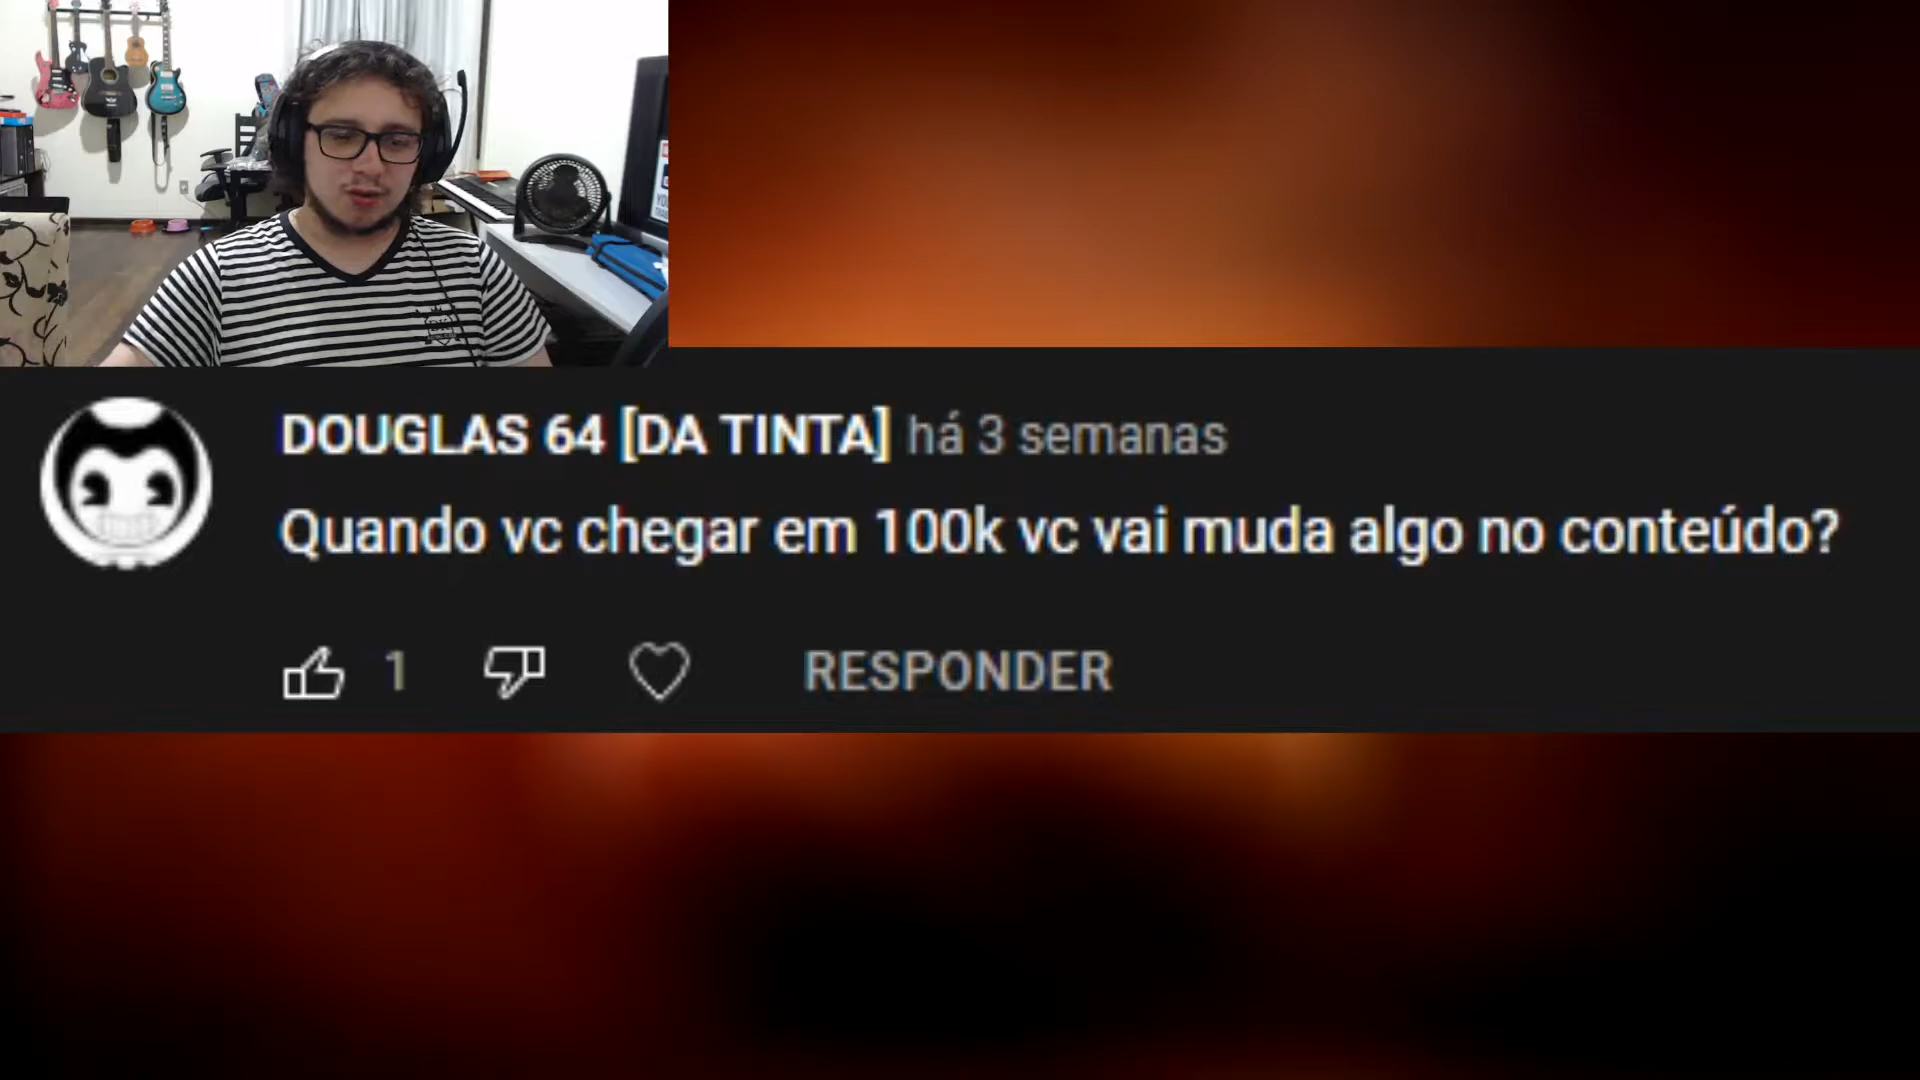 DOUGLAS 64 [DA TINTA] há 3 semanas
Quando vc chegar em 100k vc vai muda algo no conteúdo?
1
RESPONDER